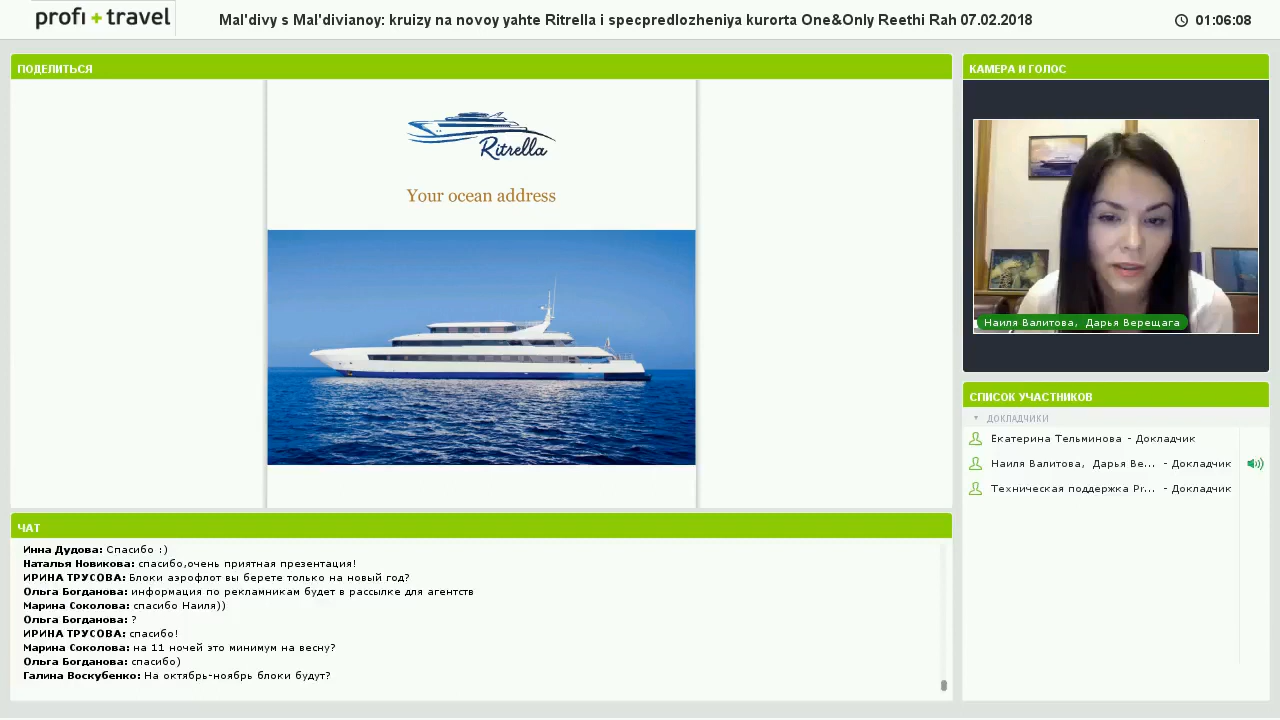 profi + travel
Mal'divy s Mal'divianoy: kruizy na novoy yahte Ritrella i specpredlozheniya kurorta One&Only Reethi Rah 07.02.2018
01:06:08
ПОДЕЛИТЬСЯ
Ritrella
Your ocean address
КАМЕРА И ГОЛОС
Наиля Валитова, Дарья Верещага
СПИСОК УЧАСТНИКОВ
ДОКЛАДЧИКИ
Екатерина Тельминова - Докладчик
Наиля Валитова, Дарья Ве... - Докладчик
Техническая поддержка Pr... - Докладчик
ЧАТ
Инна Дудова: Спасибо :)
Наталья Новикова: спасибо,очень приятная презентация!
ИРИНА ТРУСОВА: Блоки аэрофлот вы берете только на новый год?
Ольга Богданова: информация по рекламникам будет в рассылке для агентств
Марина Соколова: спасибо Наиля))
Ольга Богданова: ?
ИРИНА ТРУСОВА: спасибо!
Марина Соколова: на 11 ночей это минимум на весну?
Ольга Богданова: спасибо)
Галина Воскубенко: На октябрь-ноябрь блоки будут?